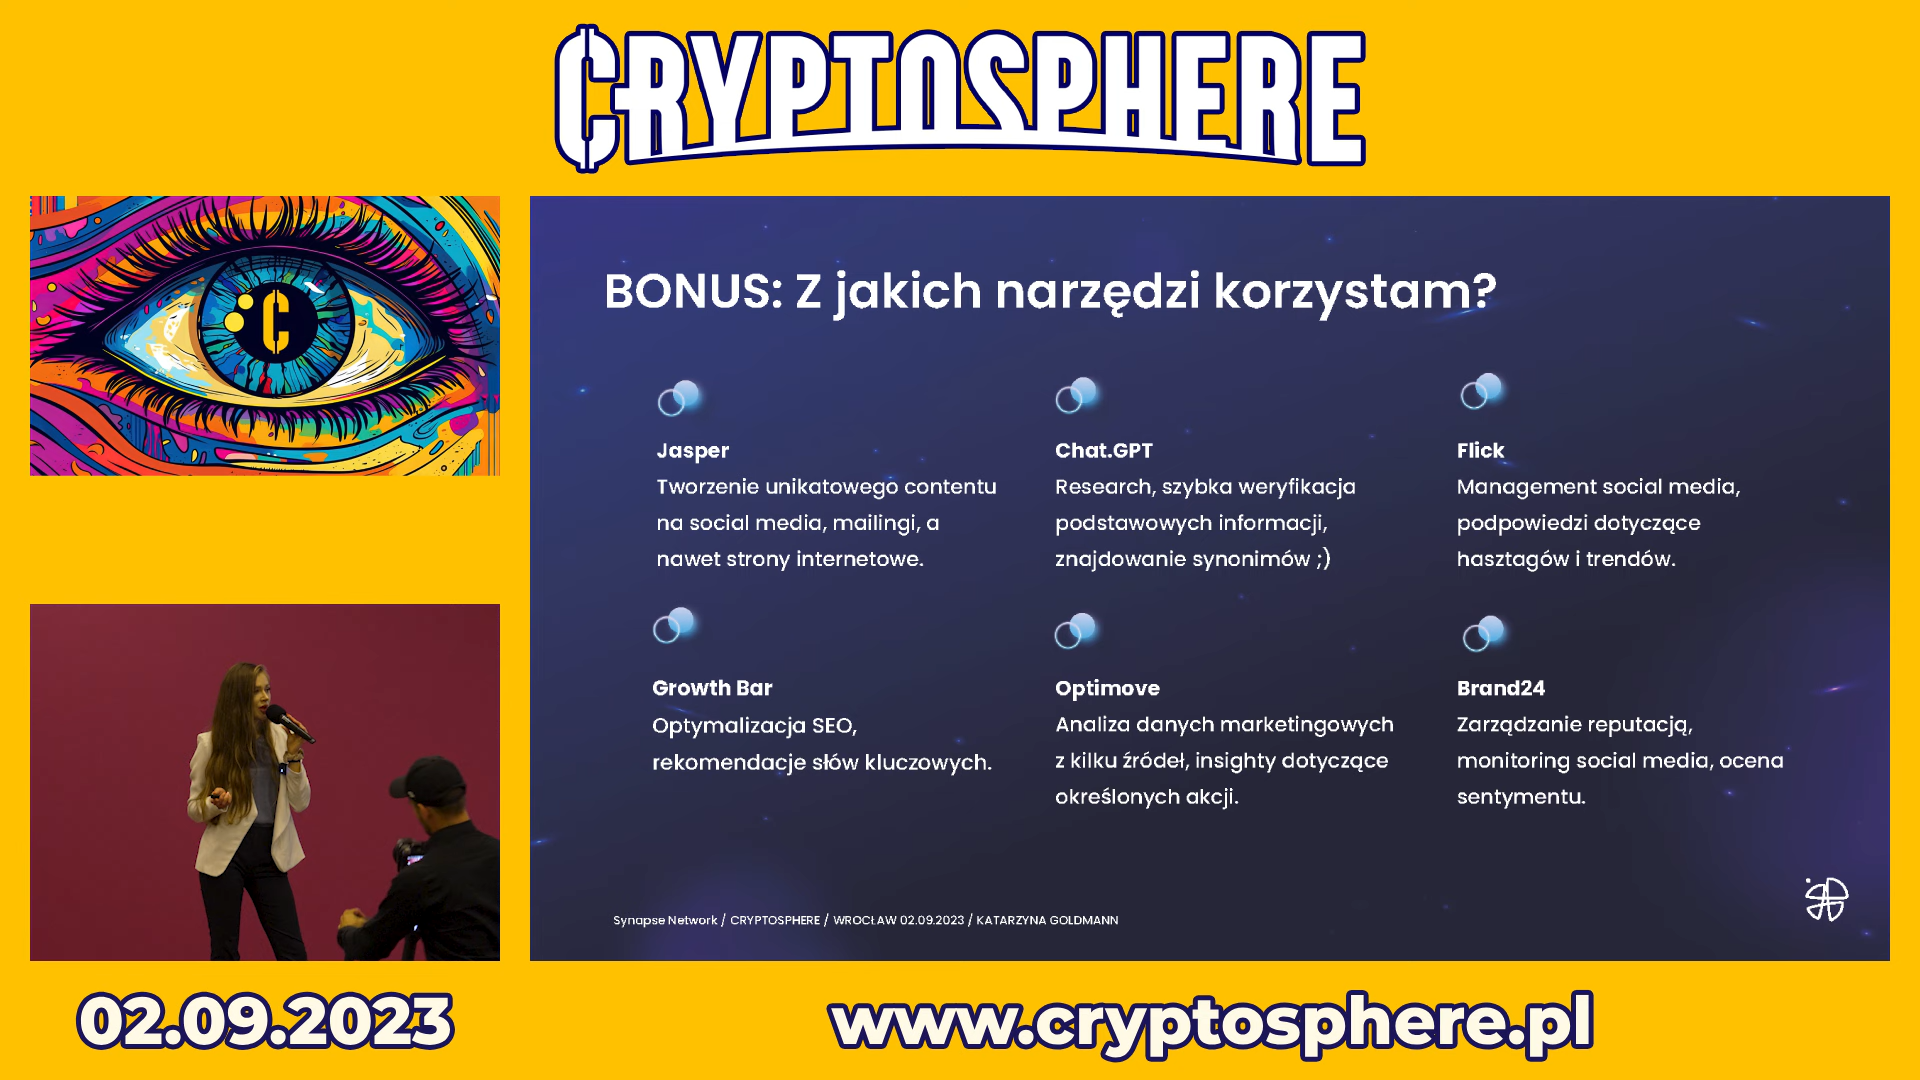 CRYPTOSPHERE
BONUS: Z jakich narzędzi korzystam?
Jasper
Tworzenie unikatowego contentu
na social media, mailingi, a
nawet strony internetowe.
Chat.GPT
Research, szybka weryfikacja
podstawowych informacji,
znajdowanie synonimów ;)
Flick
Management social media,
podpowiedzi dotyczące
hasztagów i trendów.
Growth Bar
Optymalizacja SEO,
rekomendacje słów kluczowych.
Optimove
Analiza danych marketingowych
z kilku źródeł, insighty dotyczące
określonych akcji.
Brand24
Zarządzanie reputacją,
monitoring social media, ocena
sentymentu.
Synapse Network / CRYPTOSPHERE / WROCŁAW 02.09.2023 / KATARZYNA GOLDMANN
02.09.2023
www.cryptosphere.pl